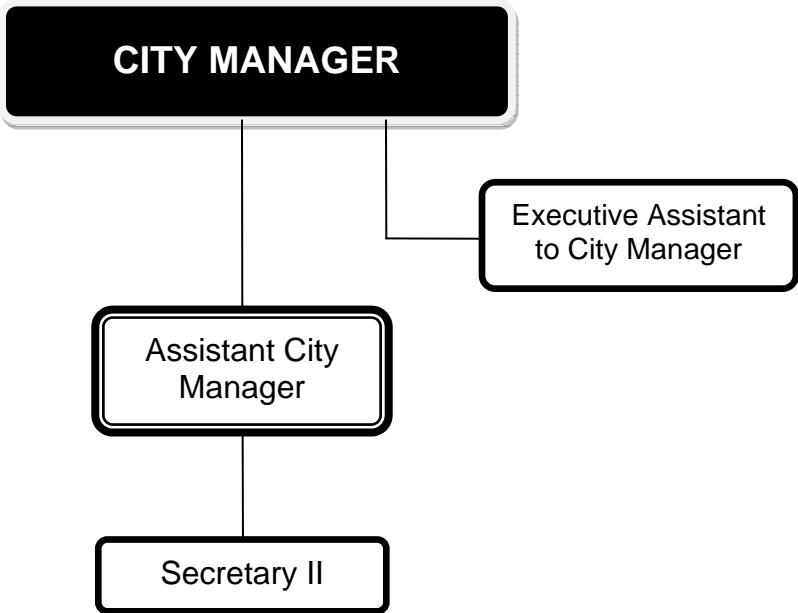 CITY MANAGER
Executive Assistant
to City Manager
Assistant City
Manager
Secretary II